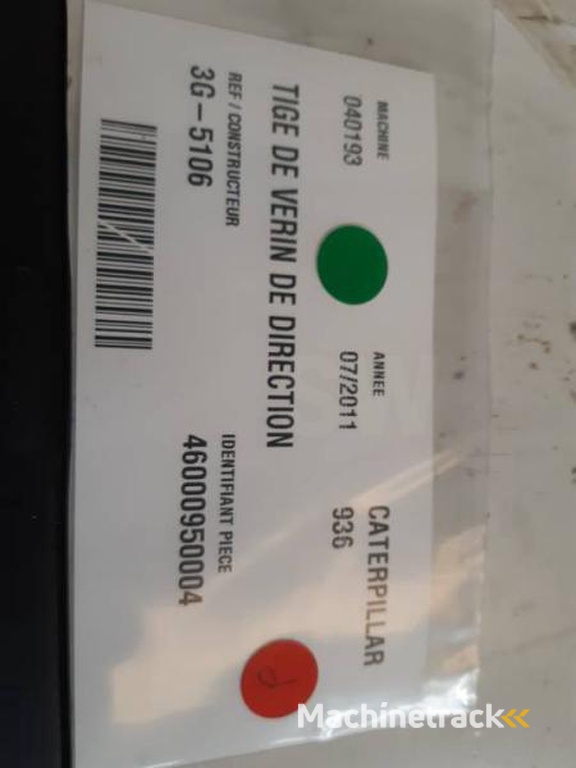 MACHINE ANNEE CATERPILLAR
040193 07/2011 936
TIGE DE VERIN DE DIRECTION
REF / CONSTRUCTEUR IDENTIFIANT PIECE
3G-5106 46000950004
Machinetrack